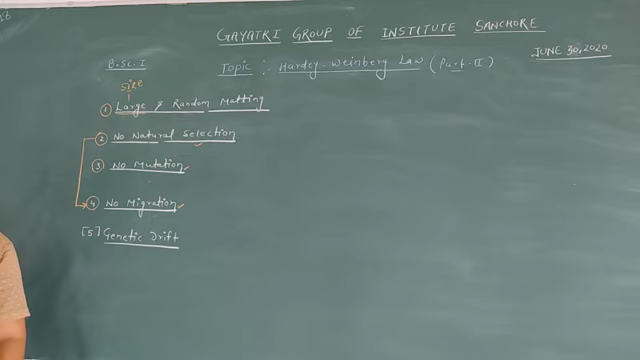 18
GAYATRI GROUP OF INSTITUTE SANCHORE
JUNE 30, 2020
B.Sc. I
Topic :- Hardey-Weinberg Law (Part-II)
size
① Large & Random Matting
② No Natural Selection
③ No Mutation
④ No Migration
[5] Genetic Drift